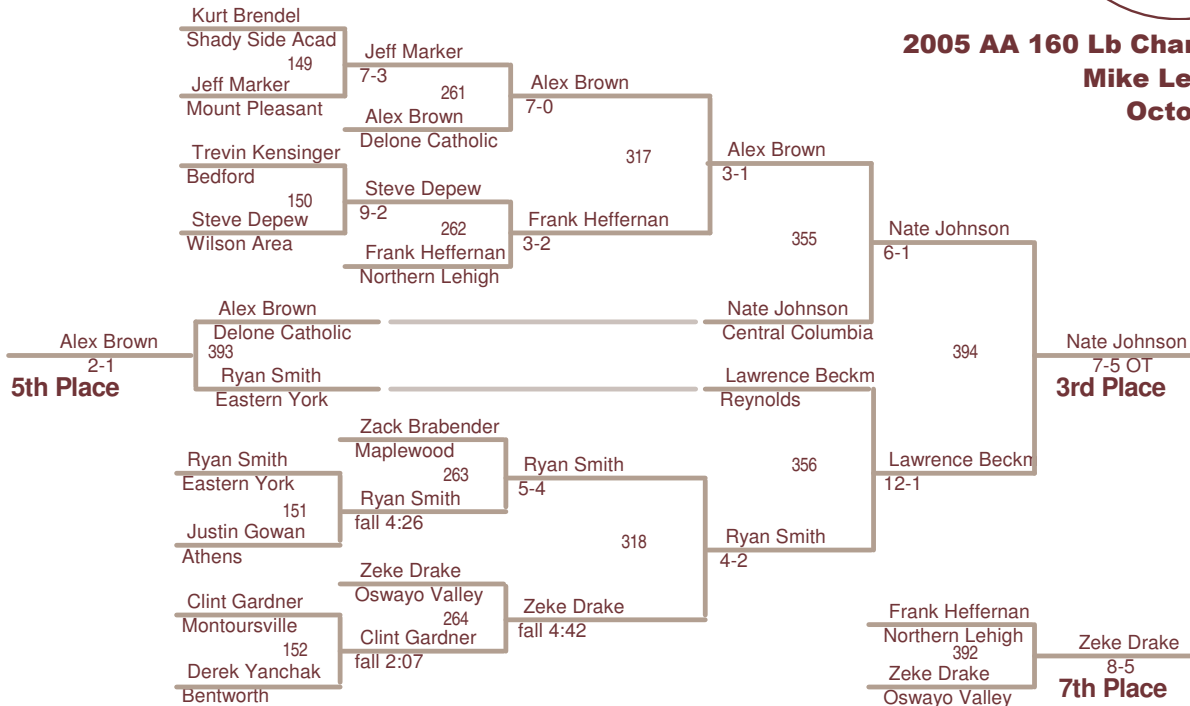 2005 AA 160 Lb Char
Mike Le
Octo
Kurt Brendel
Shady Side Acad
149
Jeff Marker
Mount Pleasant
Jeff Marker
7-3
261
Alex Brown
Delone Catholic
Alex Brown
7-0
Trevin Kensinger
Bedford
150
Steve Depew
Wilson Area
Steve Depew
9-2
262
Frank Heffernan
Northern Lehigh
Frank Heffernan
3-2
317
Alex Brown
3-1
355
Nate Johnson
Central Columbia
Nate Johnson
6-1
Alex Brown
Delone Catholic
393
Ryan Smith
Eastern York
Alex Brown
2-1
5th Place
394
Nate Johnson
7-5 OT
3rd Place
Lawrence Beckm
Reynolds
356
Lawrence Beckm
12-1
Zack Brabender
Maplewood
263
Ryan Smith
Eastern York
151
Justin Gowan
Athens
Ryan Smith
fall 4:26
Ryan Smith
5-4
318
Ryan Smith
4-2
Zeke Drake
Oswayo Valley
264
Clint Gardner
Montoursville
152
Derek Yanchak
Bentworth
Clint Gardner
fall 2:07
Zeke Drake
fall 4:42
Frank Heffernan
Northern Lehigh
392
Zeke Drake
Oswayo Valley
Zeke Drake
8-5
7th Place